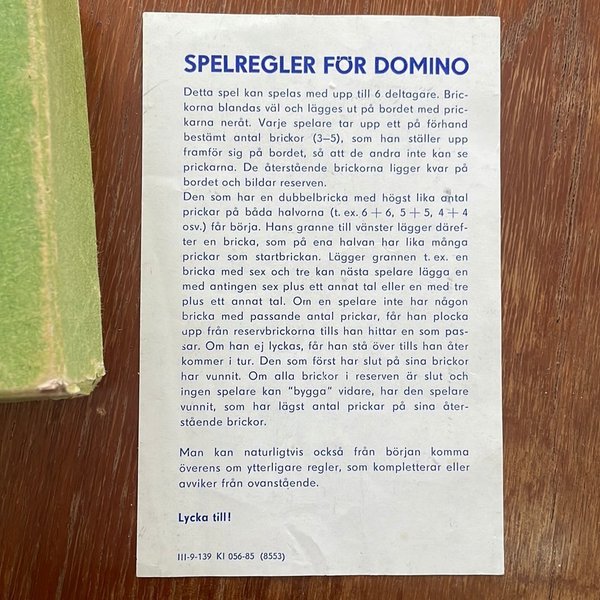 SPELREGLER FÖR DOMINO
Detta spel kan spelas med upp till 6 deltagare. Bric-
korna blandas väl och lägges ut på bordet med pric-
karna neråt. Varje spelare tar upp ett på förhand
bestämt antal brickor (3–5), som han ställer upp
framför sig på bordet, så att de andra inte kan se
prickarna. De återstående brickorna ligger kvar på
bordet och bildar reserven.
Den som har en dubbelbricka med högst lika antal
prickar på båda halvorna (t. ex. 6 + 6, 5 + 5, 4 + 4
osv.) får börja. Hans granne till vänster lägger däref-
ter en bricka, som på ena halvan har lika många
prickar som startbrickan. Lägger grannen t. ex. en
bricka med sex och tre kan nästa spelare lägga en
med antingen sex plus ett annat tal eller en med tre
plus ett annat tal. Om en spelare inte har någon
bricka med passande antal prickar, får han plocka
upp från reservbrickorna tills han hittar en som pas-
sar. Om han ej lyckas, får han stå över tills han åter
kommer i tur. Den som först har slut på sina brickor
har vunnit. Om alla brickor i reserven är slut och
ingen spelare kan "bygga" vidare, har den spelare
vunnit, som har lägst antal prickar på sina åter-
stående brickor.
Man kan naturligtvis också från början komma
överens om ytterligare regler, som kompletterar eller
avviker från ovanstående.
Lycka till!
III-9-139 Kl 056-85 (8553)